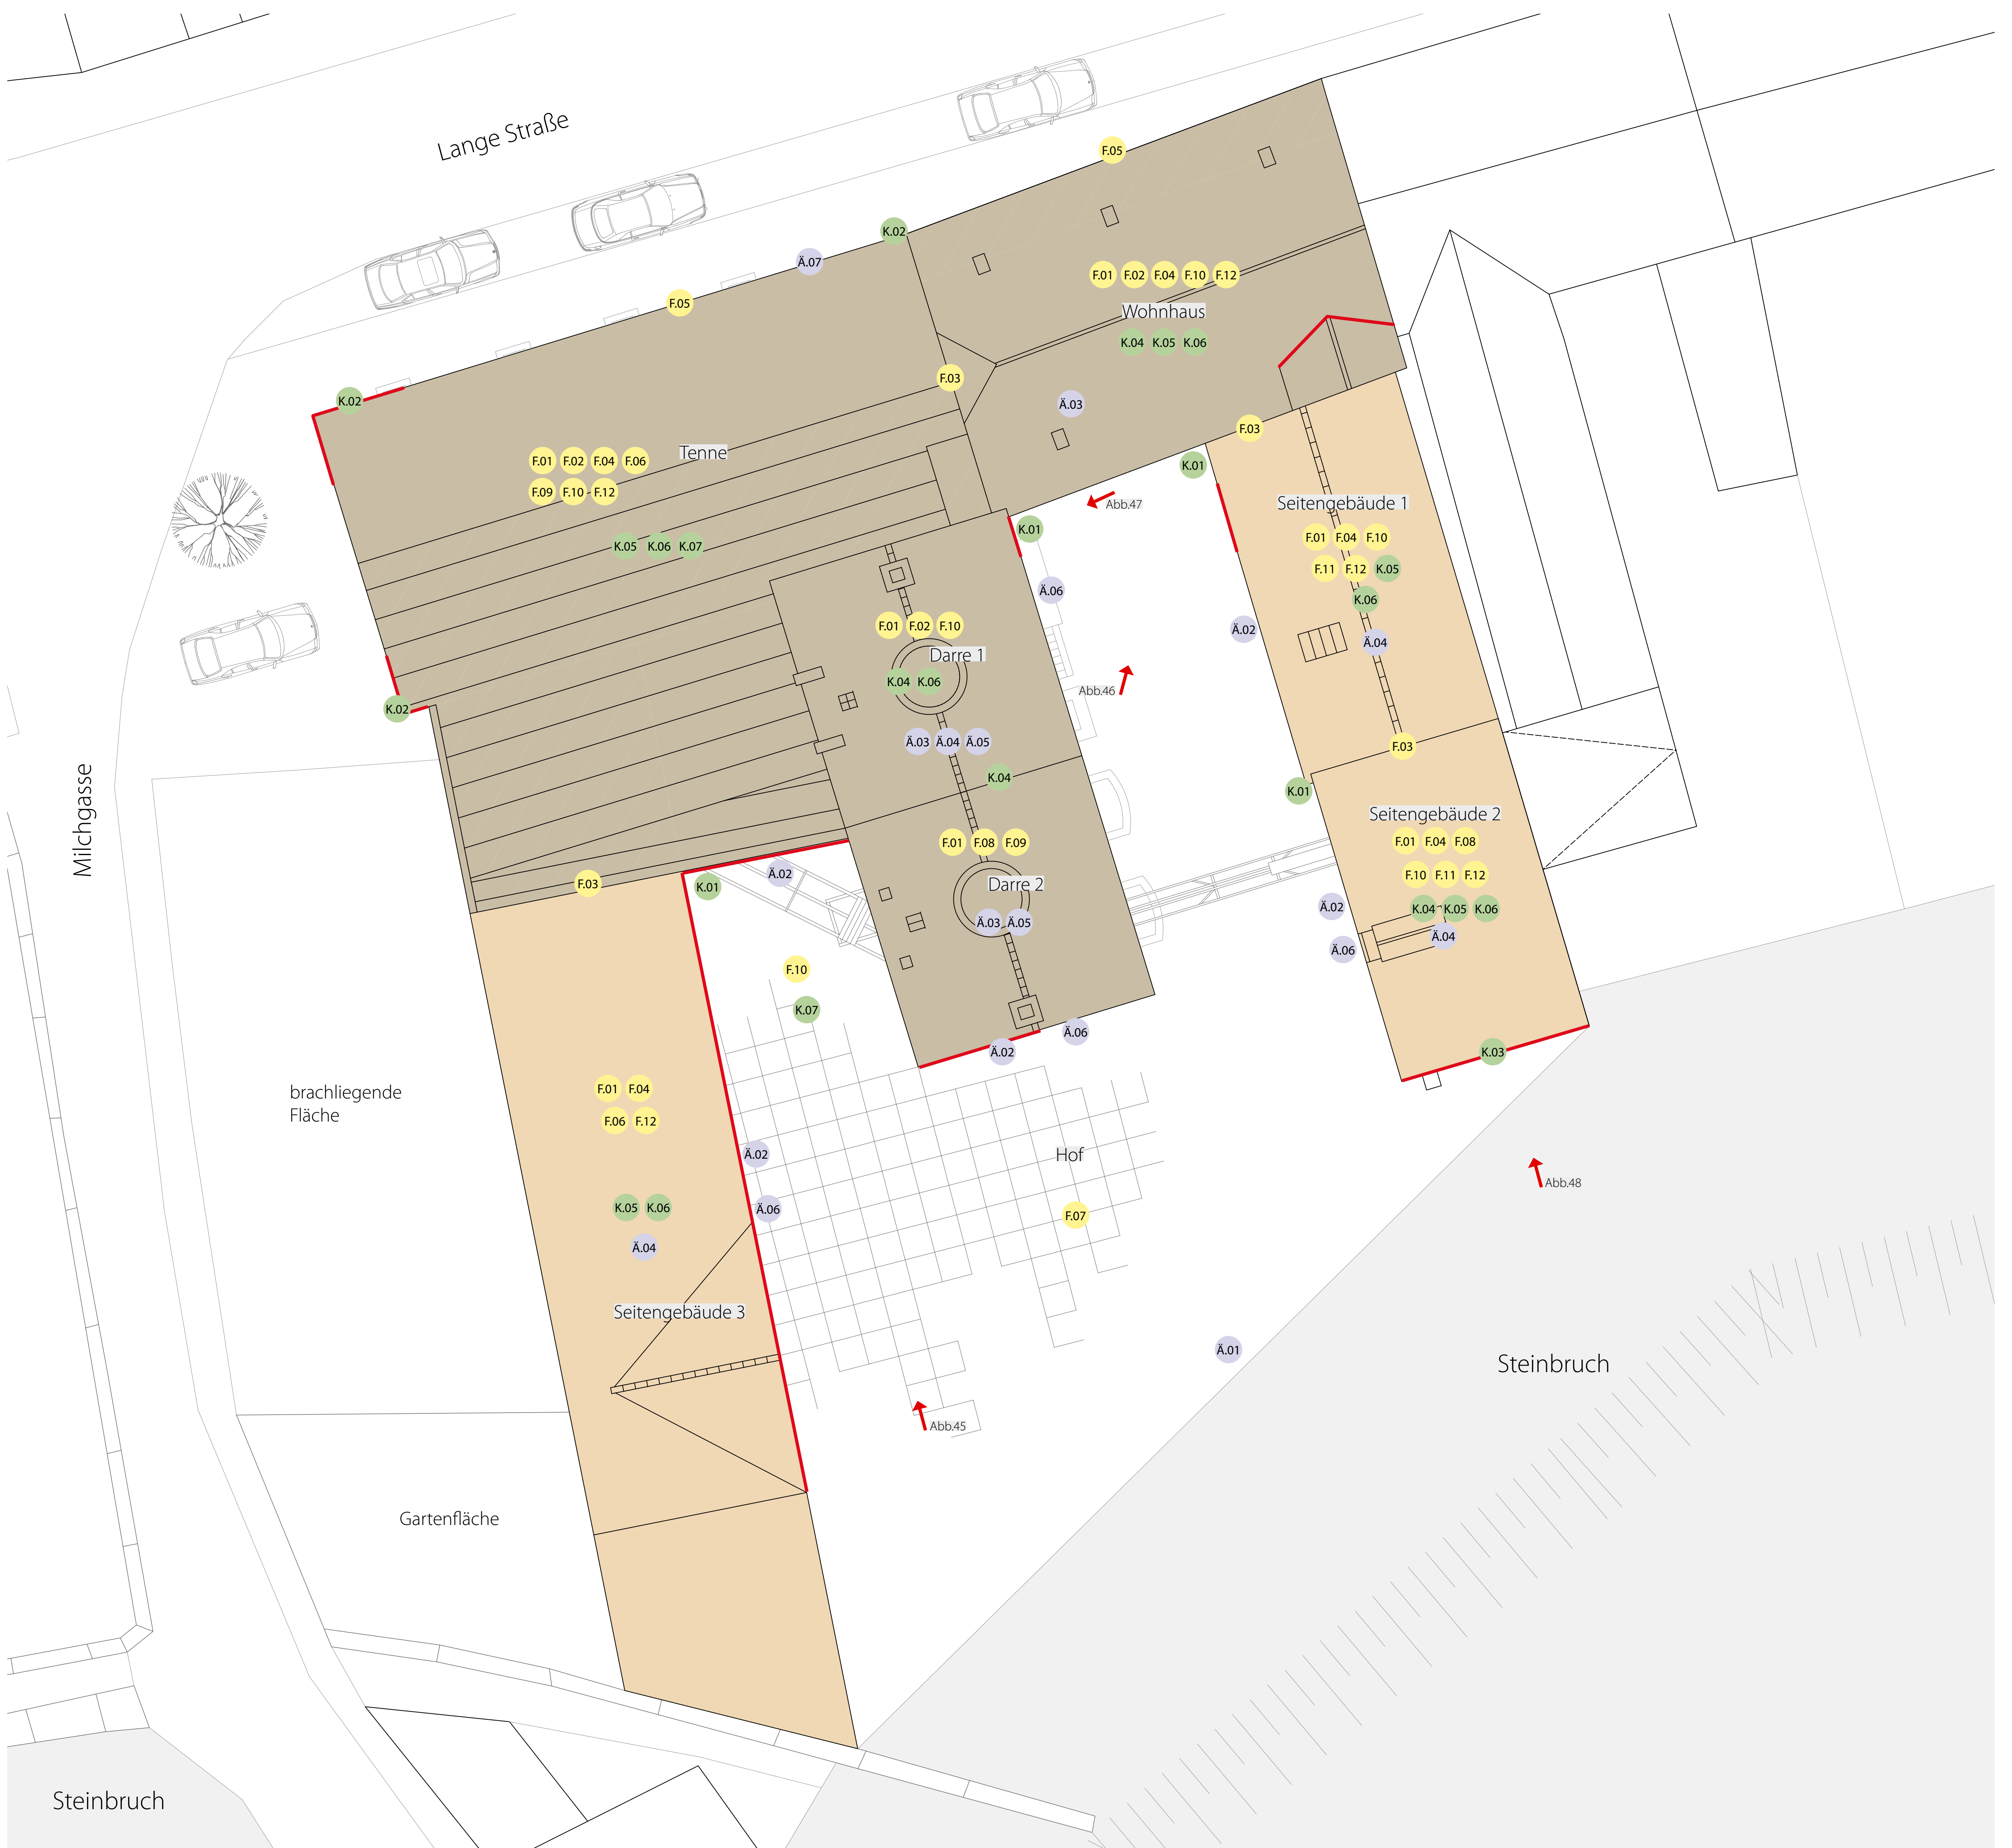 Lange Straße
F.05
K.02
Ä.07
F.01 F.02 F.04 F.10 F.12
F.05
Wohnhaus
K.04 K.05 K.06
F.03
K.02
Ä.03
F.03
Tenne
F.01 F.02 F.04 F.06
F.09 F.10 F.12
K.01
Abb.47
Seitengebäude 1
K.01
F.01 F.04 F.10
K.05 K.06 K.07
F.11 F.12 K.05
Ä.06
K.06
F.01 F.02 F.10
Ä.02
Ä.04
Darre 1
K.04 K.06
Abb.46
K.02
Ä.03 Ä.04 Ä.05
F.03
K.04
K.01
Milchgasse
Seitengebäude 2
F.01 F.08 F.09
F.01 F.04 F.08
Ä.02
F.10 F.11 F.12
F.03
K.01
Darre 2
Ä.02
K.04 K.05 K.06
Ä.03 Ä.05
Ä.04
Ä.06
F.10
K.07
Ä.06
Ä.02
K.03
F.01 F.04
brachliegende
Fläche
F.06 F.12
Ä.02
Hof
Abb.48
K.05 K.06
Ä.06
F.07
Ä.04
Seitengebäude 3
Ä.01
Steinbruch
Abb.45
Gartenfläche
Steinbruch